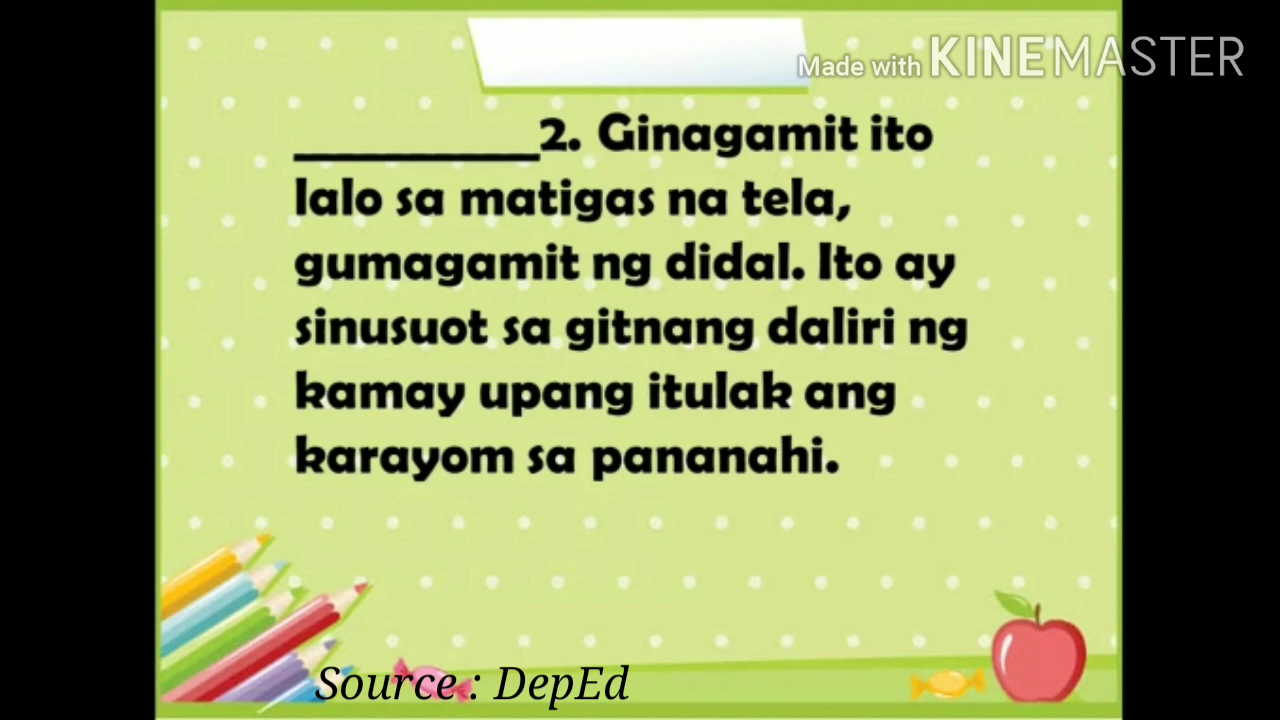 Made with KINEMASTER
__________2. Ginagamit ito
lalo sa matigas na tela,
gumagamit ng didal. Ito ay
sinusuot sa gitnang daliri ng
kamay upang itulak ang
karayom sa pananahi.
Source : DepEd